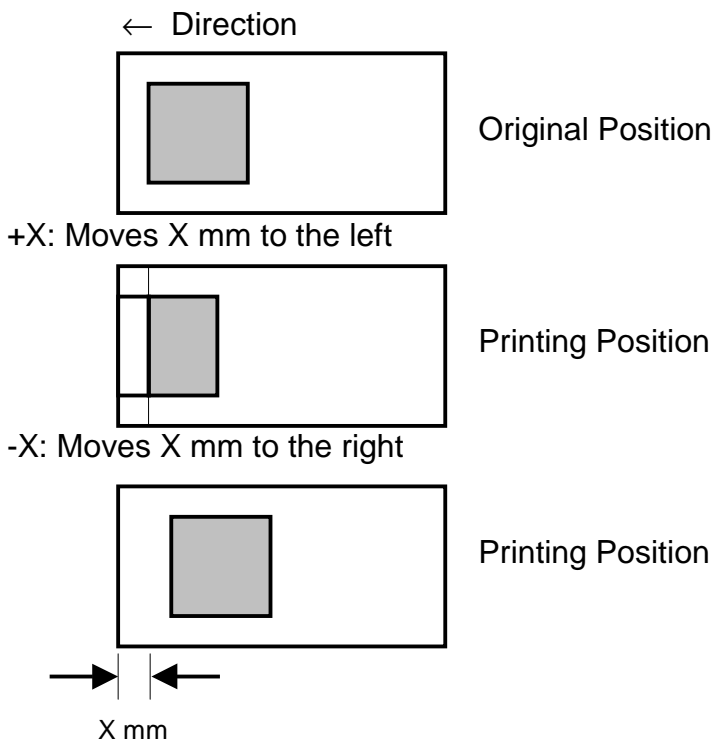 ← Direction
Original Position
+X: Moves X mm to the left
Printing Position
-X: Moves X mm to the right
Printing Position
X mm